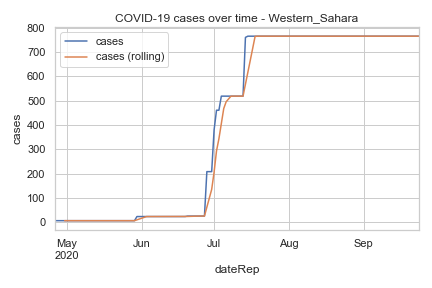 COVID-19 cases over time - Western_Sahara
cases
cases (rolling)
800
700
600
500
400
300
200
100
0
cases
May
2020
Jun
Jul
Aug
Sep
dateRep